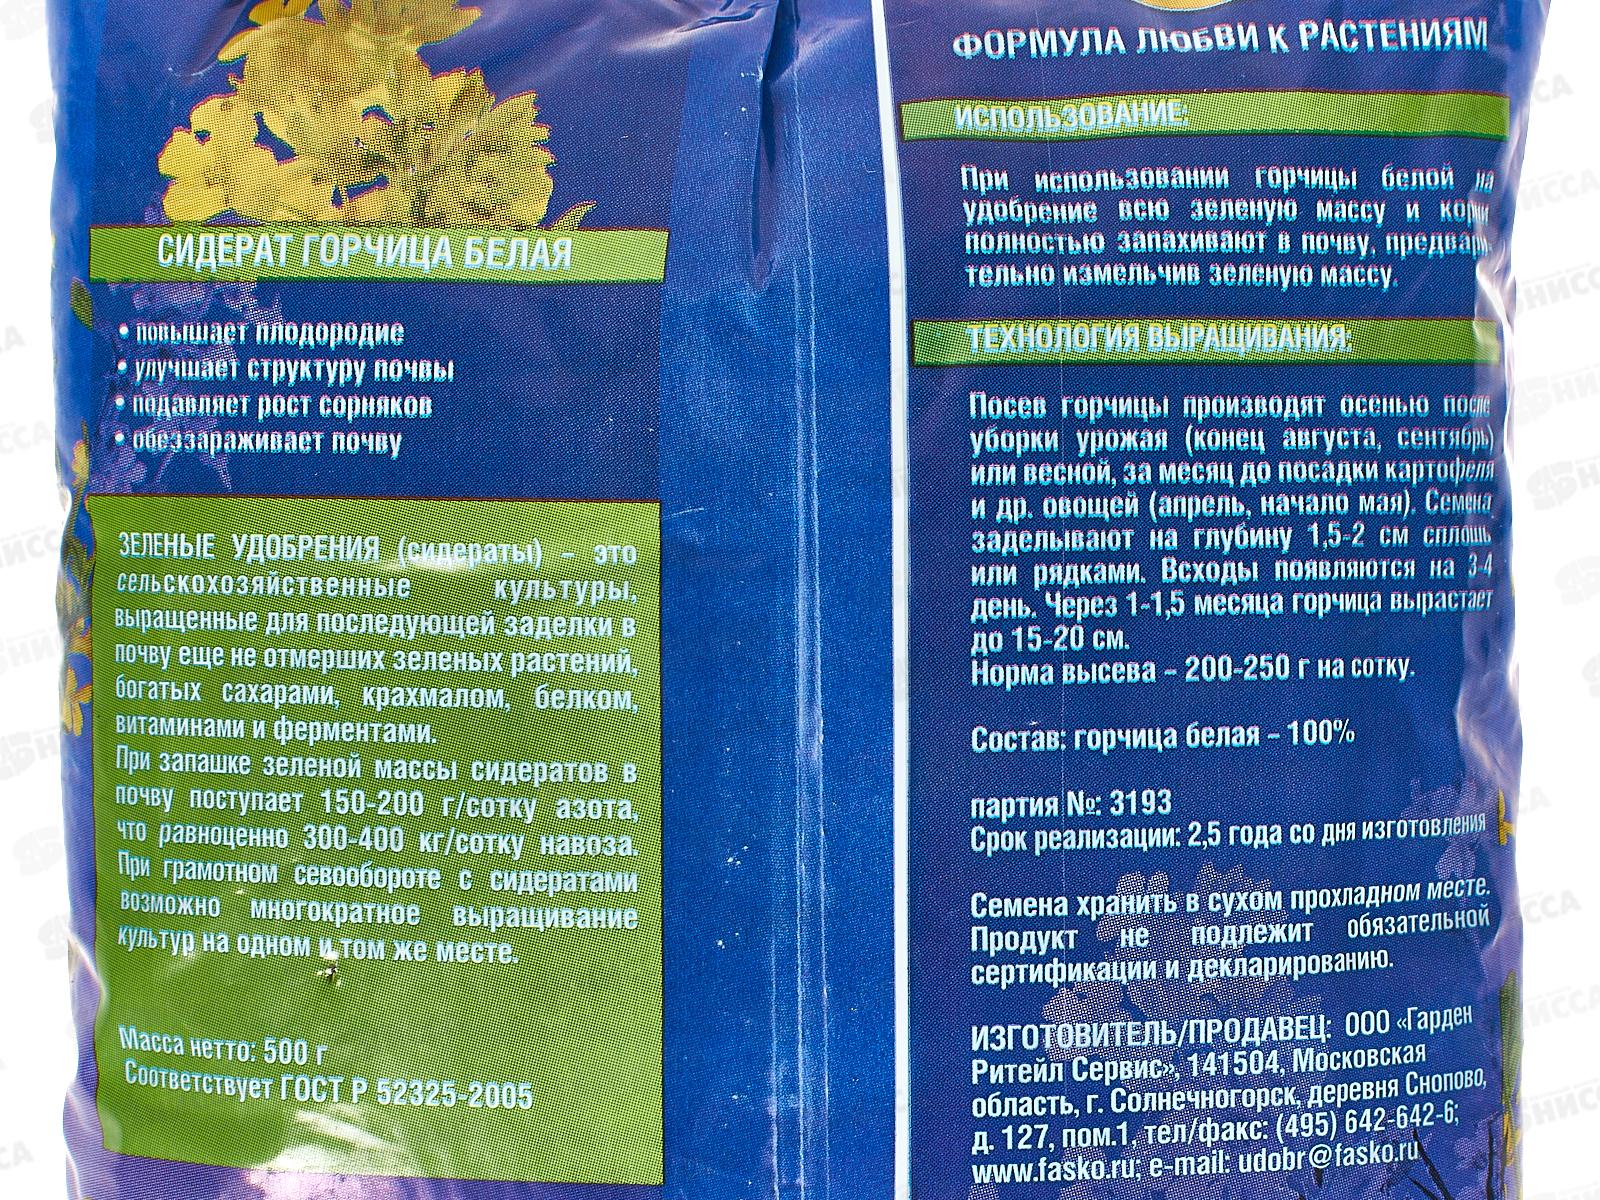 СИДЕРАТ ГОРЧИЦА БЕЛАЯ
• повышает плодородие
• улучшает структуру почвы
• подавляет рост сорняков
• обеззараживает почву
ЗЕЛЕНЫЕ УДОБРЕНИЯ (сидераты) – это
сельскохозяйственные культуры,
выращенные для последующей заделки в
почву еще не отмерших зеленых растений,
богатых сахарами, крахмалом, белком,
витаминами и ферментами.
При запашке зеленой массы сидератов в
почву поступает 150-200 г/сотку азота,
что равноценно 300-400 кг/сотку навоза.
При грамотном севообороте с сидератами
возможно многократное выращивание
культур на одном и том же месте.
Масса нетто: 500 г
Соответствует ГОСТ Р 52325-2005
ФОРМУЛА ЛЮБВИ К РАСТЕНИЯМ
ИСПОЛЬЗОВАНИЕ:
При использовании горчицы белой на
удобрение всю зеленую массу и корни
полностью запахивают в почву, предвари-
тельно измельчив зеленую массу.
ТЕХНОЛОГИЯ ВЫРАЩИВАНИЯ:
Посев горчицы производят осенью после
уборки урожая (конец августа, сентябрь)
или весной, за месяц до посадки картофеля
и др. овощей (апрель, начало мая). Семена
заделывают на глубину 1,5-2 см сплошь
или рядками. Всходы появляются на 3-4
день. Через 1-1,5 месяца горчица вырастает
до 15-20 см.
Норма высева – 200-250 г на сотку.
Состав: горчица белая – 100%
партия №: 3193
Срок реализации: 2,5 года со дня изготовления
Семена хранить в сухом прохладном месте.
Продукт не подлежит обязательной
сертификации и декларированию.
ИЗГОТОВИТЕЛЬ/ПРОДАВЕЦ: ООО «Гарден
Ритейл Сервис», 141504, Московская
область, г. Солнечногорск, деревня Снопово,
д. 127, пом.1, тел/факс: (495) 642-642-6;
www.fasko.ru; e-mail: udobr@fasko.ru